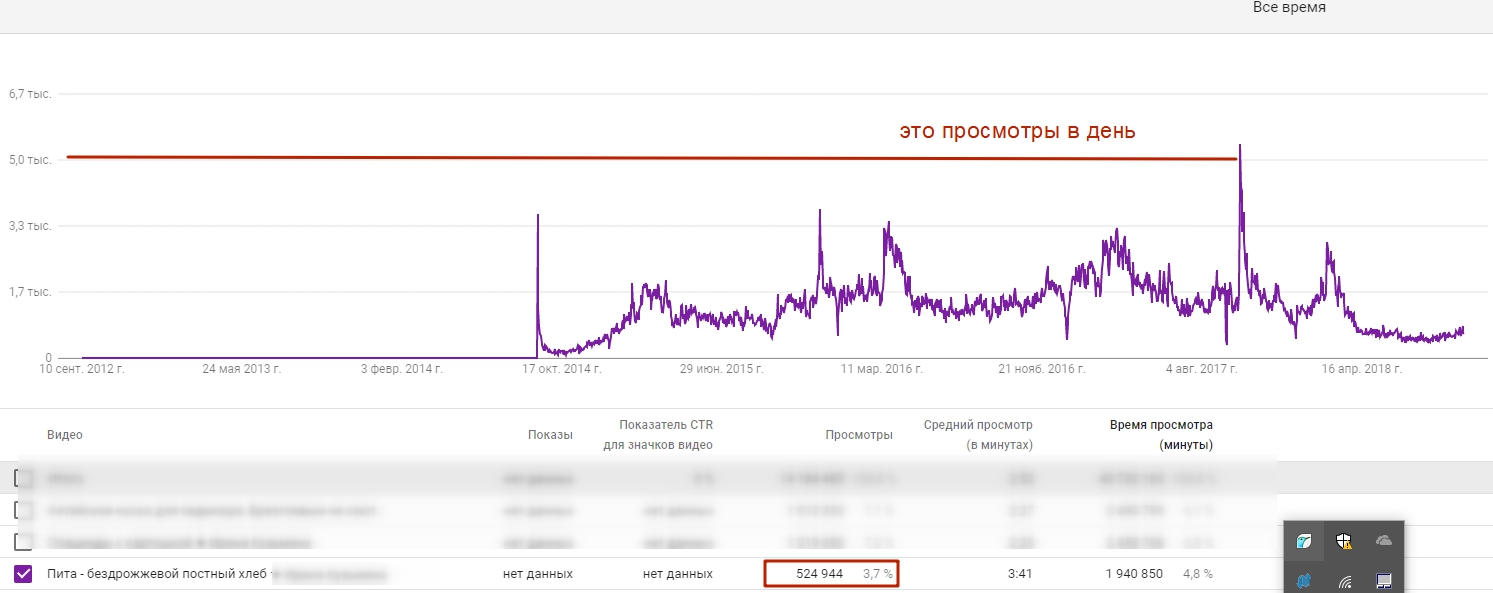 Все время
6,7 тыс.
это просмотры в день
5,0 тыс.
3,3 тыс.
1,7 тыс.
0
10 сент. 2012 г. 24 мая 2013 г. 3 февр. 2014 г. 17 окт. 2014 г. 29 июн. 2015 г. 11 мар. 2016 г. 21 нояб. 2016 г. 4 авг. 2017 г. 16 апр. 2018 г.
Видео Показы Показатель CTR для значков видео Просмотры Средний просмотр (в минутах) Время просмотра (минуты)
Пита - бездрожжевой постный хлеб нет данных нет данных 524 944 3,7 % 3:41 1 940 850 4,8 %